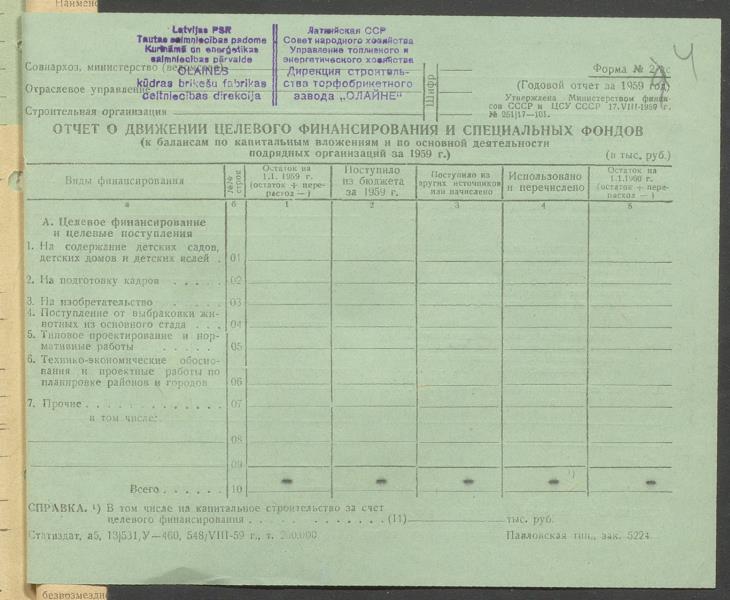 Наимено
Latvijas PSR
Tautas saimniecības padome
Kurināmā un enerģētikas
saimniecības pārvalde
OLAINES
kūdras briķešu fabrikas
celtniecības direkcija
Латвийская ССР
Совет народного хозяйства
Управление топливного и
энергетического хозяйства
Дирекция строитель-
ства торфобрикетного
завода „ОЛАЙНЕ“
Совнархоз, министерство
Отраслевое управление
Строительная организация
Шифр
Форма № 2
4
(Годовой отчет за 1959 год)
Утверждена Министерством финан-
сов СССР и ЦСУ СССР 17.VIII-1959 г.
№ 251|17—101.
ОТЧЕТ О ДВИЖЕНИИ ЦЕЛЕВОГО ФИНАНСИРОВАНИЯ И СПЕЦИАЛЬНЫХ ФОНДОВ
(к балансам по капитальным вложениям и по основной деятельности
подрядных организаций за 1959 г.)
(в тыс. руб.)
Виды финансирования
№№ строк
Остаток на
1.1. 1959 г.
(остаток + пере-
расход —)
Поступило
из бюджета
за 1959 г.
Поступило из
других источников
или начислено
Использовано
и перечислено
Остаток на
1.1.1960 г.
(остаток + пере-
расход —)
а б 1 2 3 4 5
А. Целевое финансирование
и целевые поступления
1. На содержание детских садов,
детских домов и детских яслей . 01
2. На подготовку кадров . . . . . 02
3. На изобретательство . . . . . 03
4. Поступление от выбраковки жи-
вотных из основного стада . . . 04
5. Типовое проектирование и нор-
мативные работы . . . . . 05
6. Технико-экономические обосно-
вания и проектные работы по
планировке районов и городов 06
7. Прочие . . . . . . . . . . . . 07
в том числе:
08
09
1)
Всего . . . . . . 10 — — — — —
СПРАВКА. ¹) В том числе на капитальное строительство за счет
целевого финансирования . . . . . . . . . . . . . (11) тыс. руб.
Статиздат, а5, 13|531, У—460, 548/VIII-59 г., т. 200.000.
Павловская тип., зак. 5224
безвозмездно